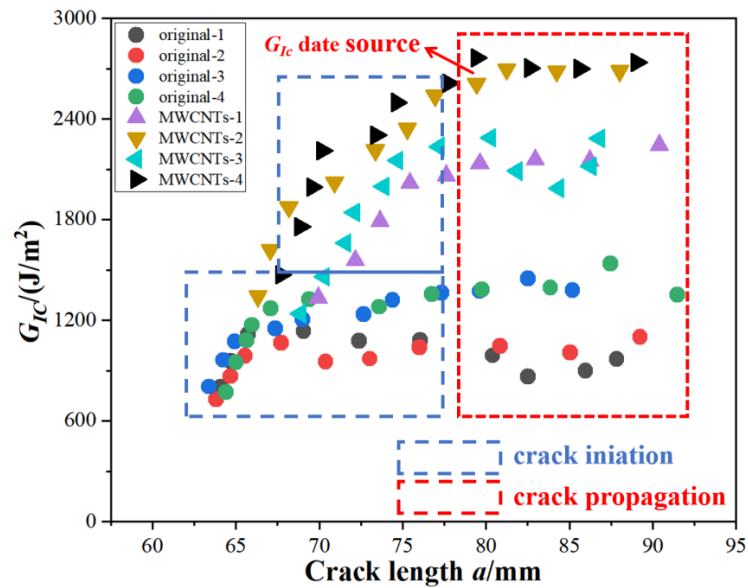 3000
2400
1800
1200
600
0
G_Ic/(J/m²)
original-1
original-2
original-3
original-4
MWCNTs-1
MWCNTs-2
MWCNTs-3
MWCNTs-4
G_Ic date source
crack iniation
crack propagation
60 65 70 75 80 85 90 95
Crack length a/mm